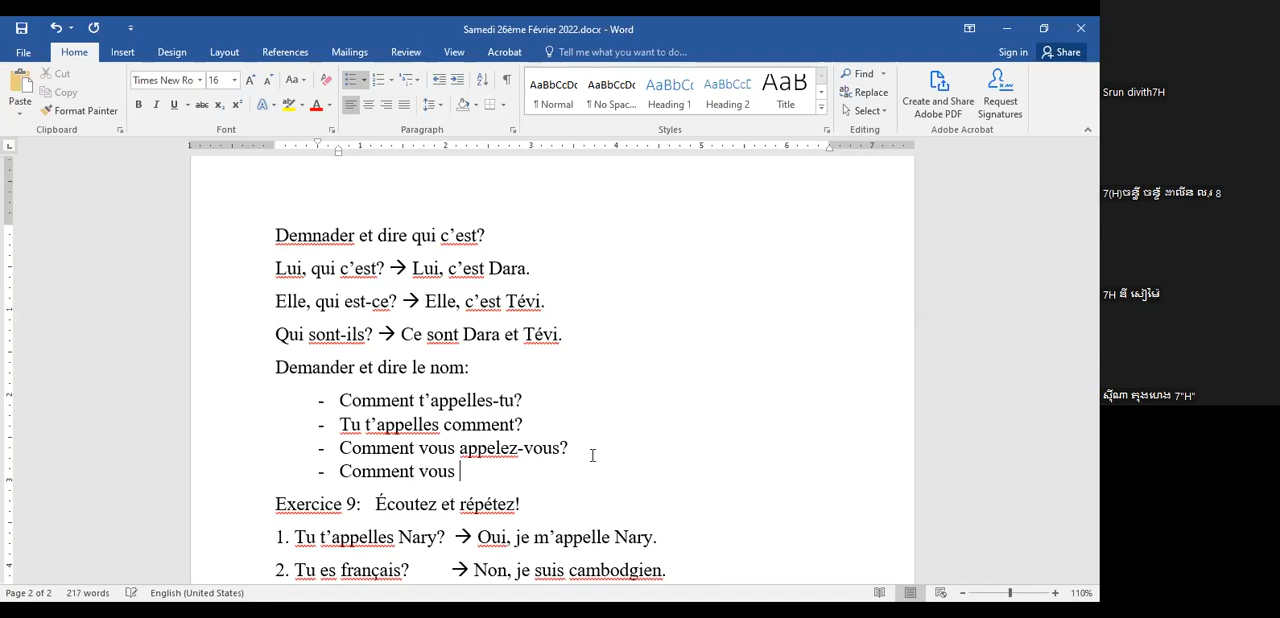 Samedi 26ème Février 2022.docx - Word
File Home Insert Design Layout References Mailings Review View Acrobat Tell me what you want to do... Sign in Share
Paste Cut Copy Format Painter
Times New Ro 16
AaBbCcDc AaBbCcDc AaBbC AaBbCcC AaB
¶ Normal ¶ No Spac... Heading 1 Heading 2 Title
Find Replace Select
Create and Share Adobe PDF Request Signatures
Clipboard Font Paragraph Styles Editing Adobe Acrobat
Demnader et dire qui c’est?
Lui, qui c’est? → Lui, c’est Dara.
Elle, qui est-ce? → Elle, c’est Tévi.
Qui sont-ils? → Ce sont Dara et Tévi.
Demander et dire le nom:
- Comment t’appelles-tu?
- Tu t’appelles comment?
- Comment vous appelez-vous?
- Comment vous
Exercice 9: Écoutez et répétez!
1. Tu t’appelles Nary? → Oui, je m’appelle Nary.
2. Tu es français? → Non, je suis cambodgien.
Page 2 of 2 217 words English (United States) 110%
Srun divith7H
7(H)
7H
7"H"